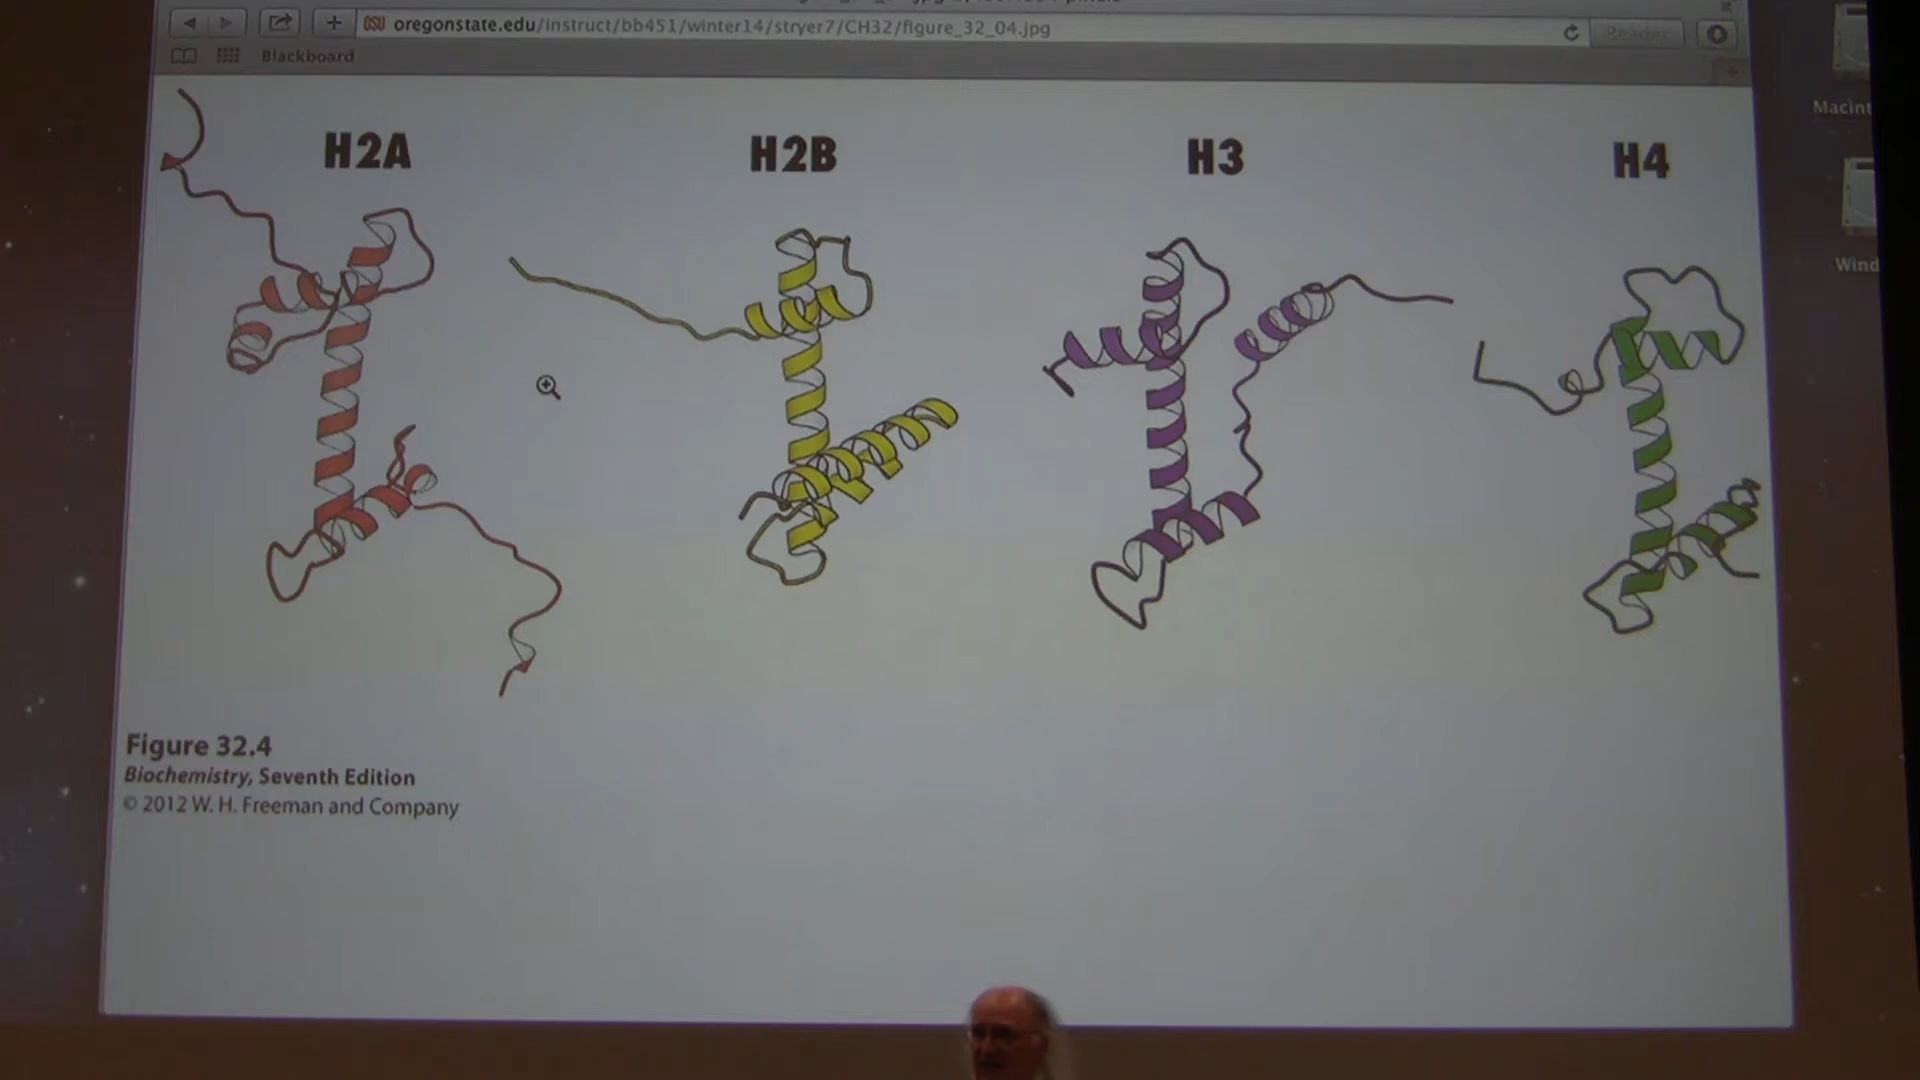 OSU oregonstate.edu/instruct/bb451/winter14/stryer7/CH32/figure_32_04.jpg
Reader
Blackboard
Macint
Wind
H2A
H2B
H3
H4
Figure 32.4
Biochemistry, Seventh Edition
© 2012 W. H. Freeman and Company